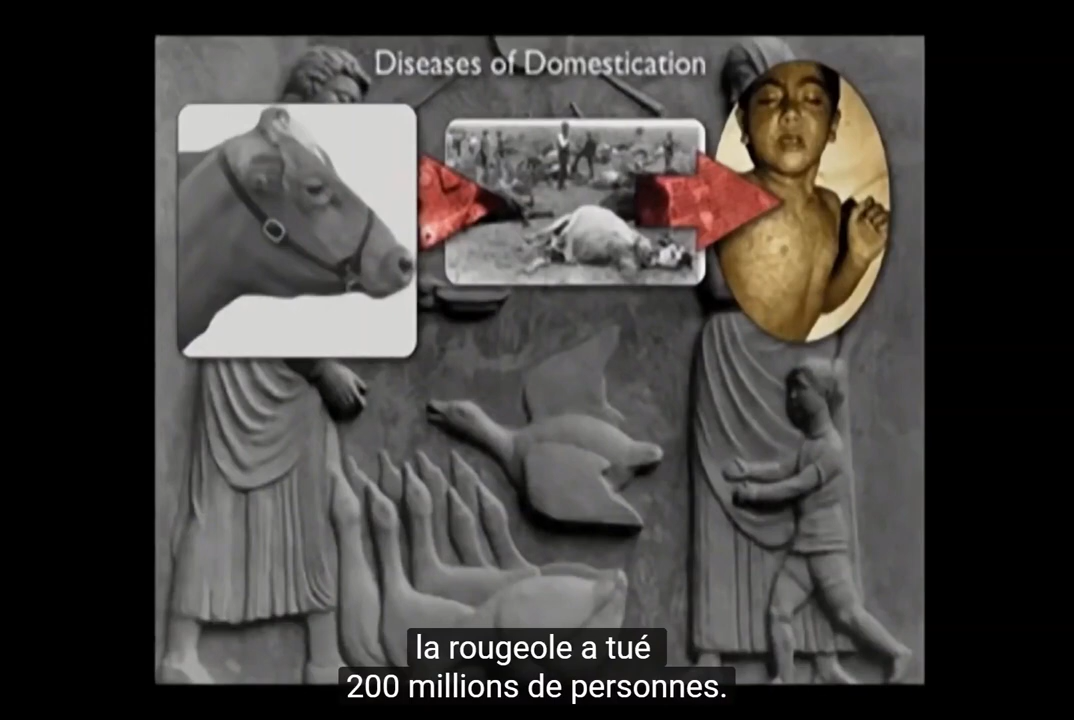 Diseases of Domestication
la rougeole a tué
200 millions de personnes.